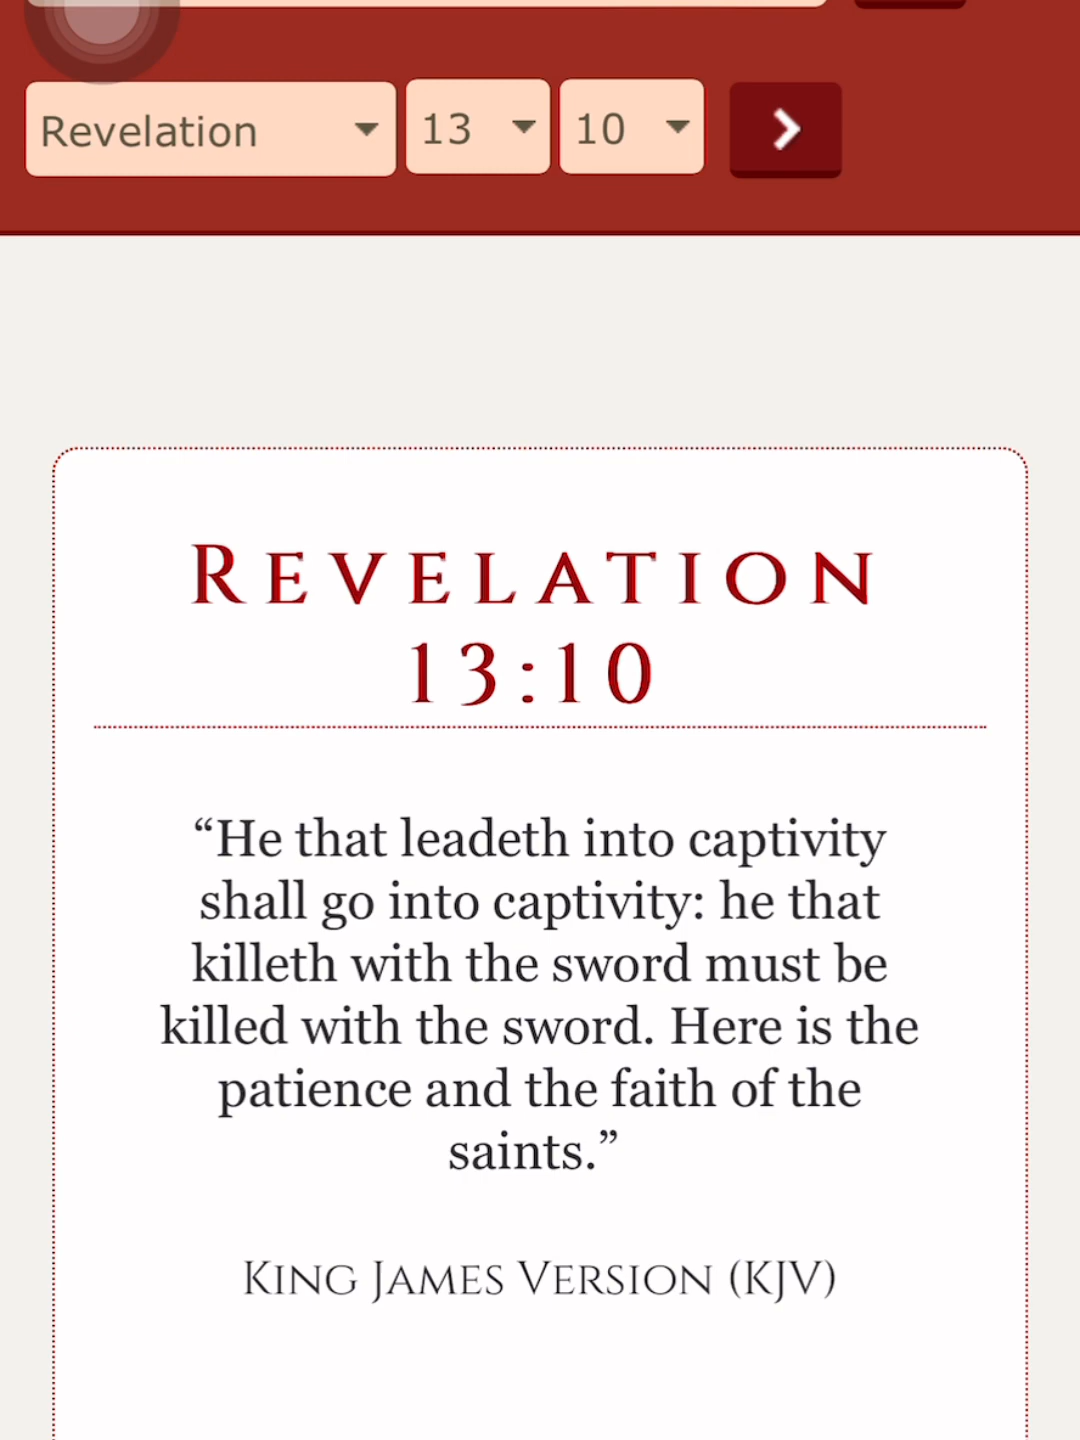 Revelation 13 10
REVELATION
13:10
“He that leadeth into captivity
shall go into captivity: he that
killeth with the sword must be
killed with the sword. Here is the
patience and the faith of the
saints.”
KING JAMES VERSION (KJV)